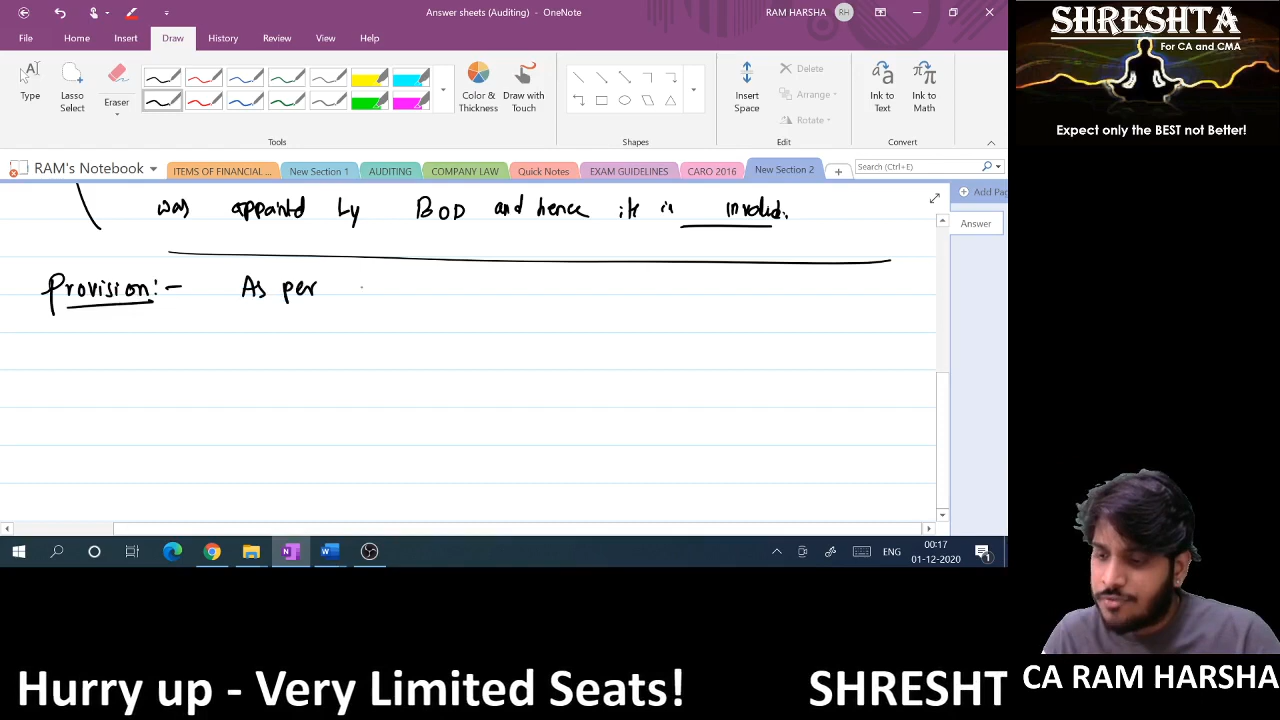 Answer sheets (Auditing) - OneNote
RAM HARSHA
RH
File
Home
Insert
Draw
History
Review
View
Help
Type
Lasso Select
Eraser
Color & Thickness
Draw with Touch
Insert Space
Delete
Arrange
Rotate
Ink to Text
Ink to Math
Tools
Shapes
Edit
Convert
RAM's Notebook
ITEMS OF FINANCIAL ...
New Section 1
AUDITING
COMPANY LAW
Quick Notes
EXAM GUIDELINES
CARO 2016
New Section 2
Search (Ctrl+E)
Add Pag
Answer
was appointed by BOD and hence it is invalid.
Provision:- As per
ENG
00:17
01-12-2020
1
SHRESHTA
For CA and CMA
Expect only the BEST not Better!
Hurry up - Very Limited Seats! SHRESHT
CA RAM HARSHA